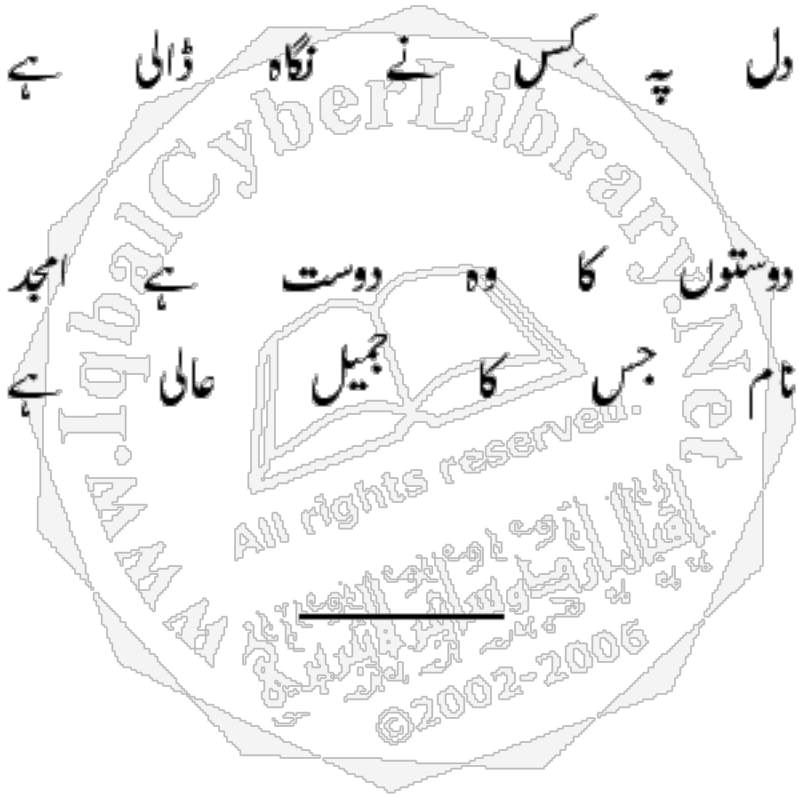 دل پہ کِس نے نگاہ ڈالی ہے
دوستوں کا وہ دوست ہے امجد
نام جس کا جمیل عالی ہے
www.IqbalCyberLibrary.Net
All rights reserved.
©2002-2006